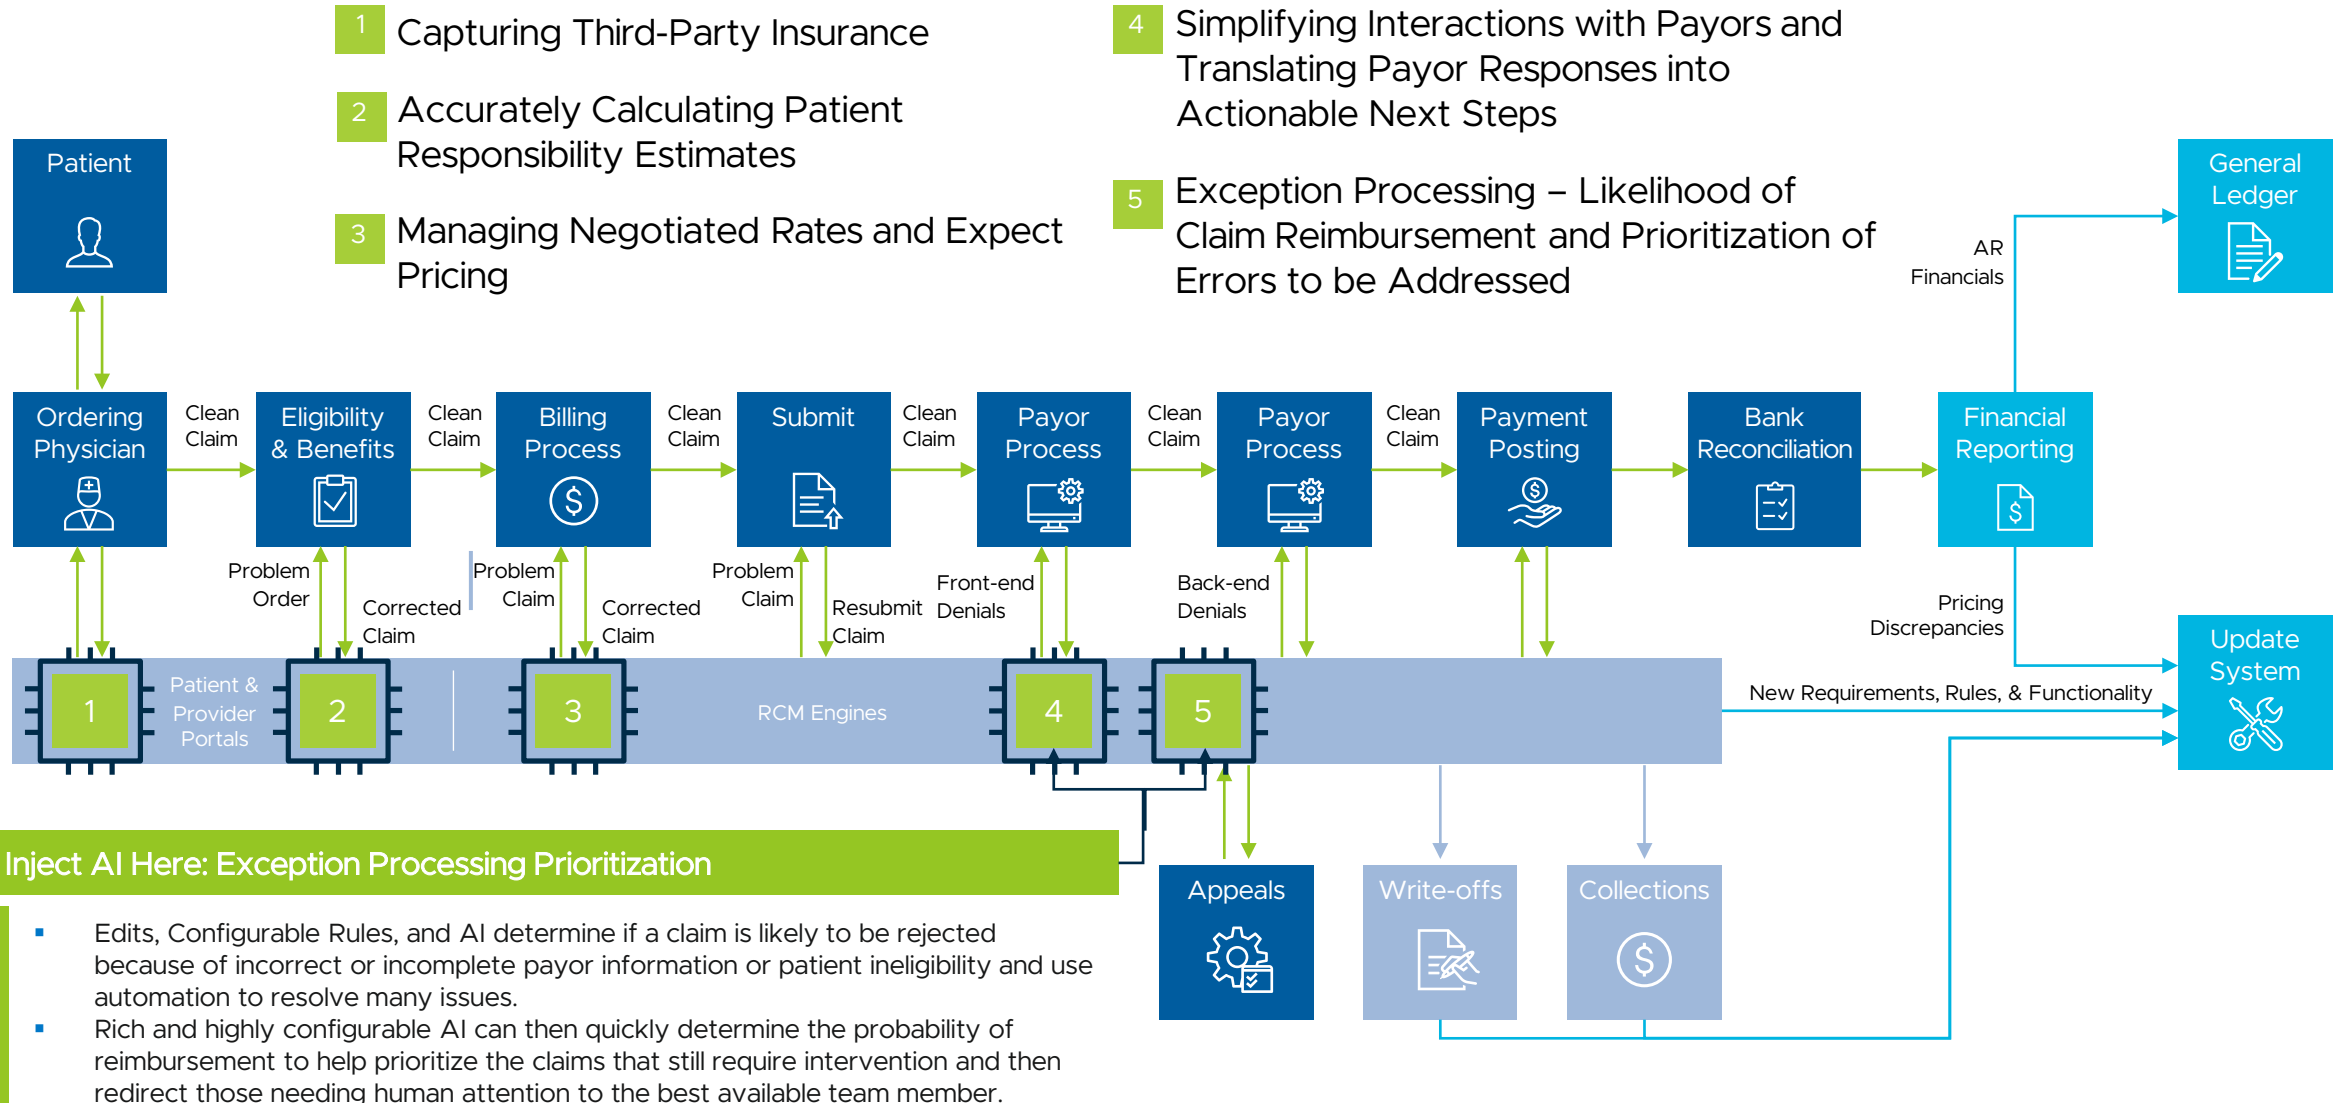 1
Capturing Third-Party Insurance
2
Accurately Calculating Patient
Responsibility Estimates
3
Managing Negotiated Rates and Expect
Pricing
4
Simplifying Interactions with Payors and
Translating Payor Responses into
Actionable Next Steps
5
Exception Processing – Likelihood of
Claim Reimbursement and Prioritization of
Errors to be Addressed
Patient
General
Ledger
AR
Financials
Ordering
Physician
Clean
Claim
Eligibility
& Benefits
Clean
Claim
Billing
Process
Clean
Claim
Submit
Clean
Claim
Payor
Process
Clean
Claim
Payor
Process
Clean
Claim
Payment
Posting
Bank
Reconciliation
Financial
Reporting
Problem
Order
Corrected
Claim
Problem
Claim
Corrected
Claim
Problem
Claim
Resubmit
Claim
Front-end
Denials
Back-end
Denials
Pricing
Discrepancies
Update
System
1
Patient &
Provider
Portals
2
3
RCM Engines
4
5
New Requirements, Rules, & Functionality
Inject AI Here: Exception Processing Prioritization
Appeals
Write-offs
Collections
Edits, Configurable Rules, and AI determine if a claim is likely to be rejected
because of incorrect or incomplete payor information or patient ineligibility and use
automation to resolve many issues.
Rich and highly configurable AI can then quickly determine the probability of
reimbursement to help prioritize the claims that still require intervention and then
redirect those needing human attention to the best available team member.